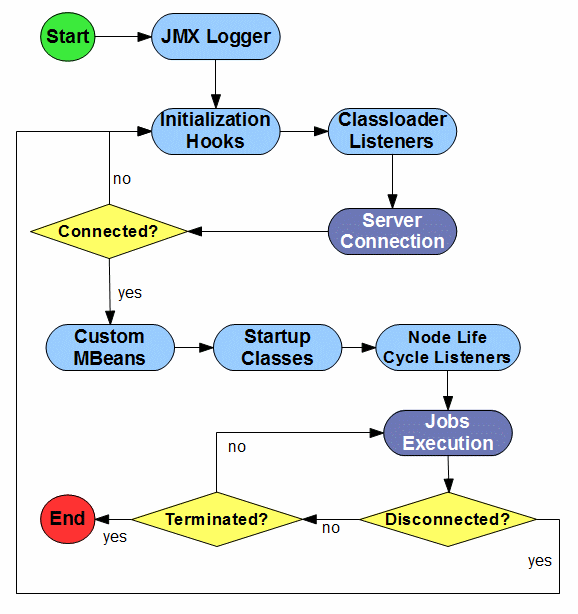 Start
JMX Logger
Initialization
Hooks
Classloader
Listeners
no
Server
Connection
Connected?
yes
Custom
MBeans
Startup
Classes
Node Life
Cycle Listeners
Jobs
Execution
no
End
Terminated?
Disconnected?
yes
no
yes